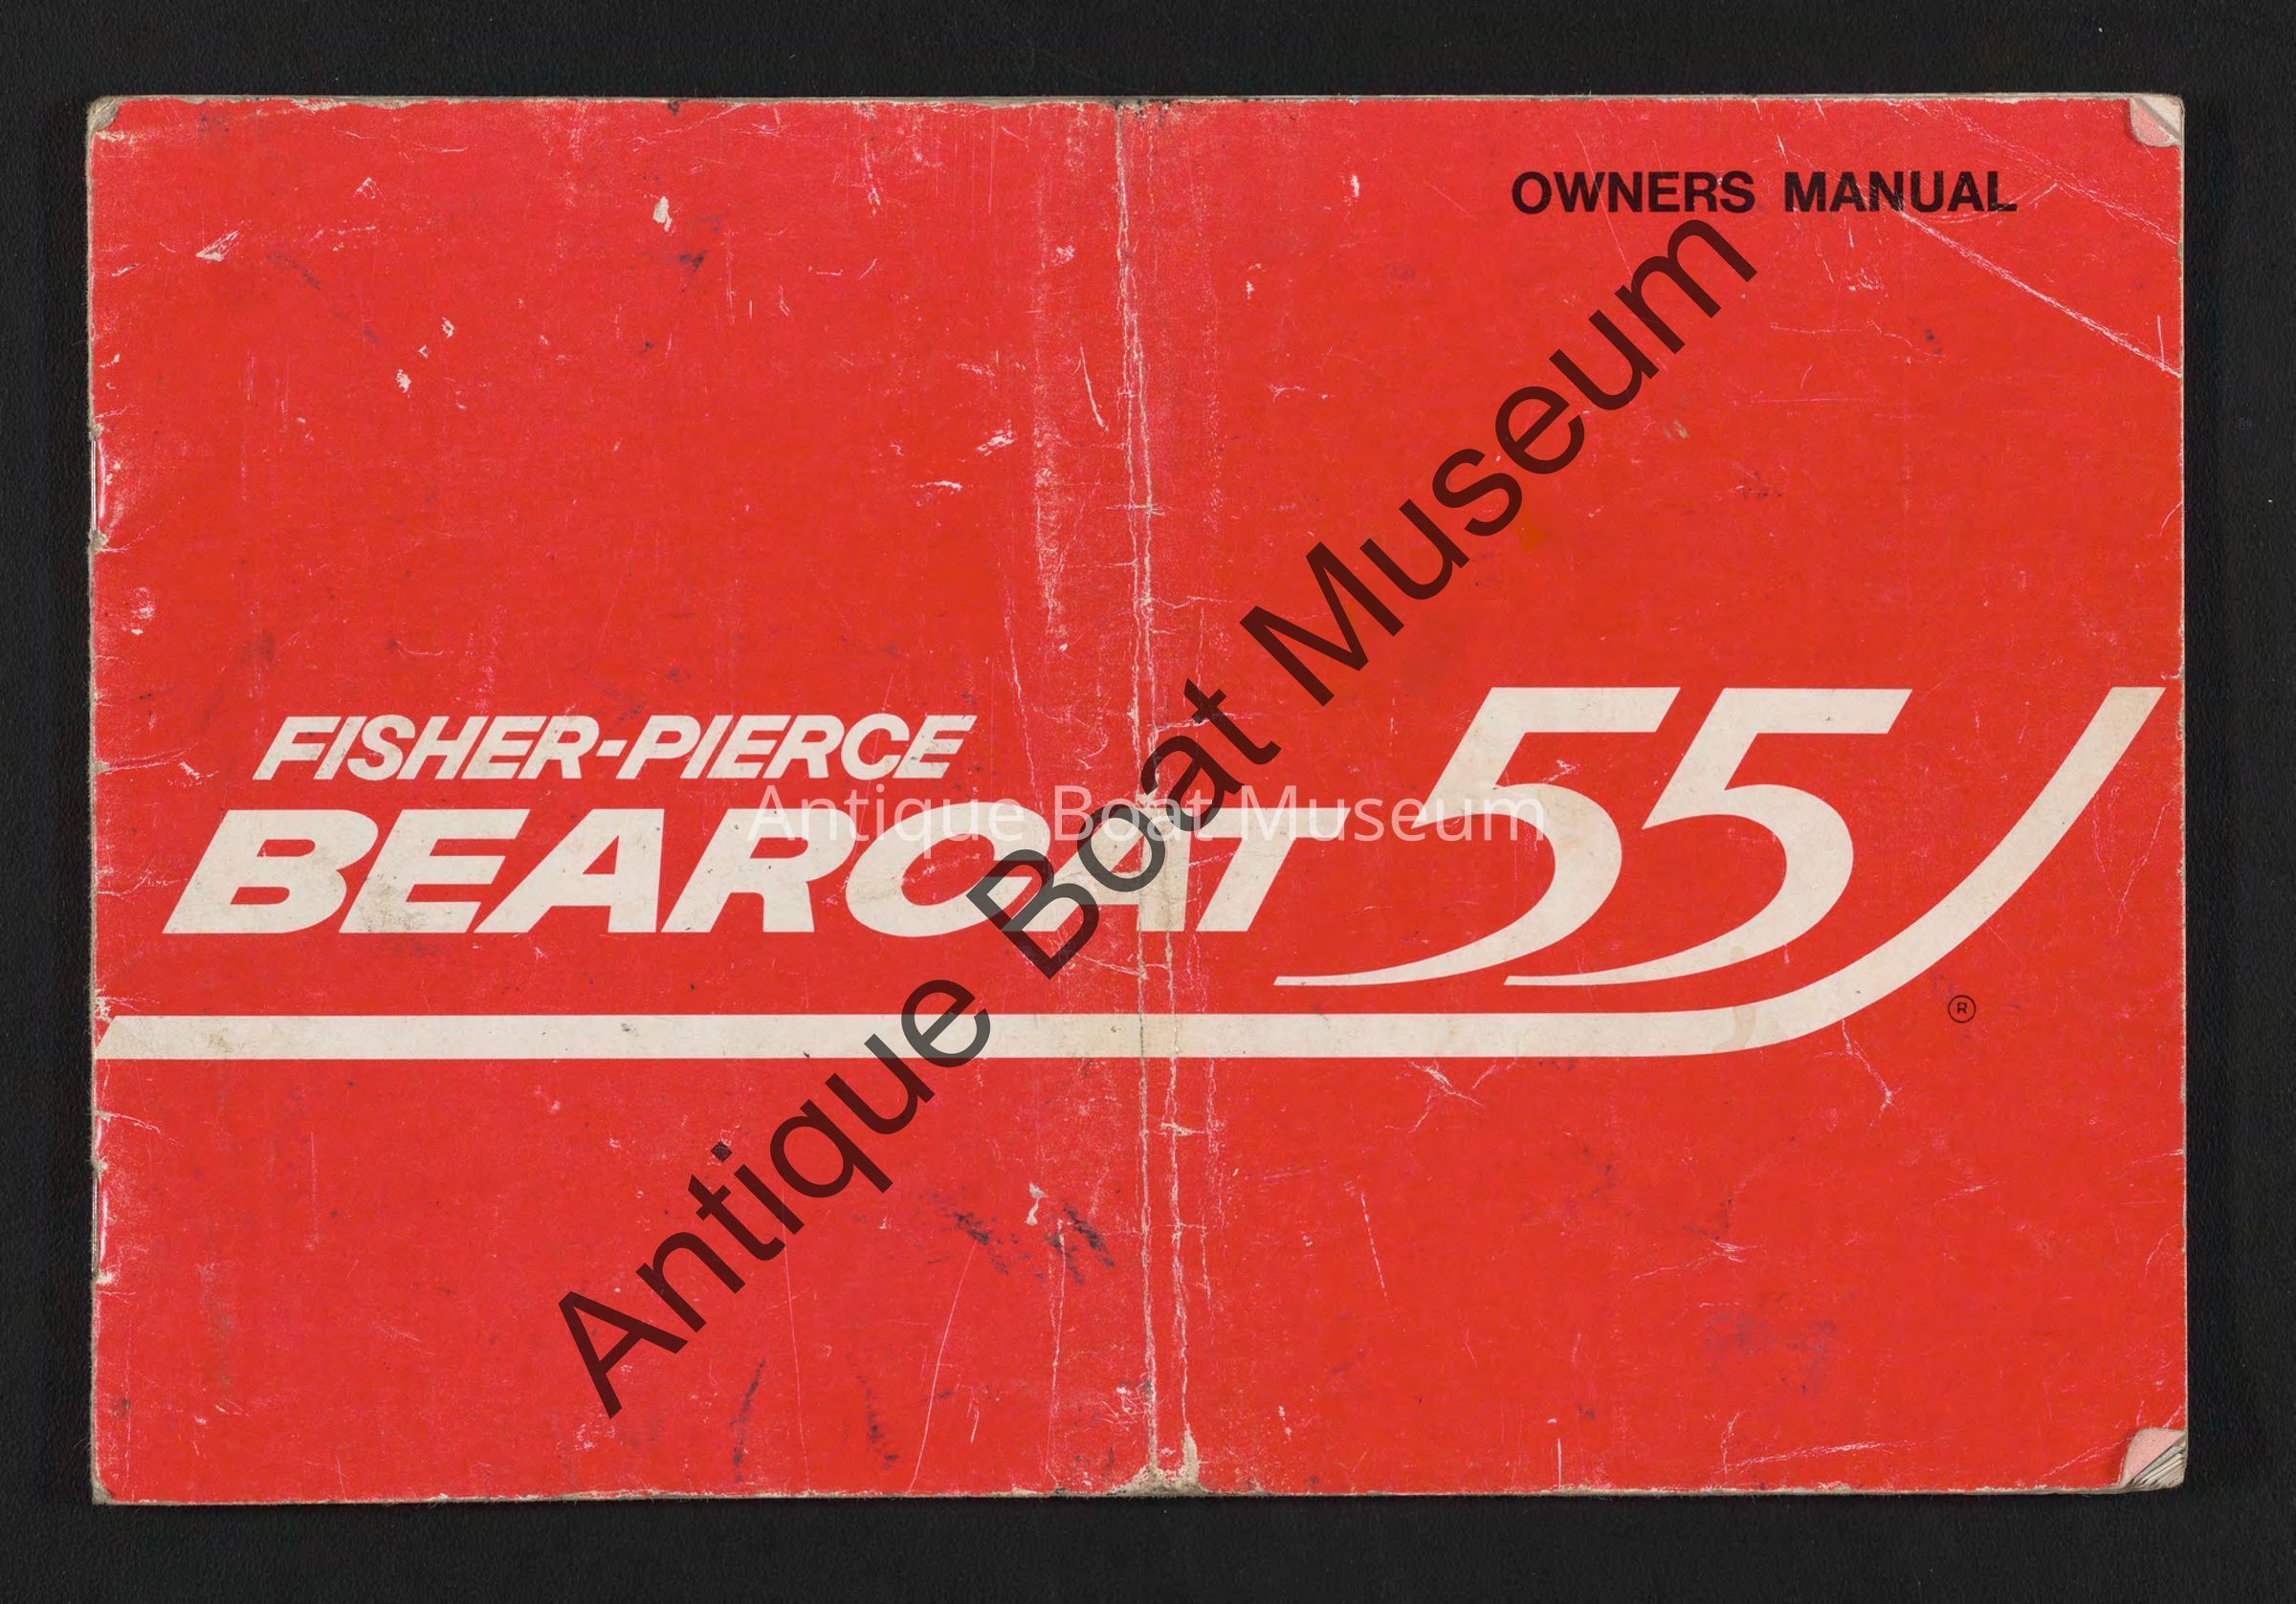 OWNERS MANUAL
FISHER-PIERCE
BEARCAT 55
®
Antique Boat Museum
Antique Boat Museum